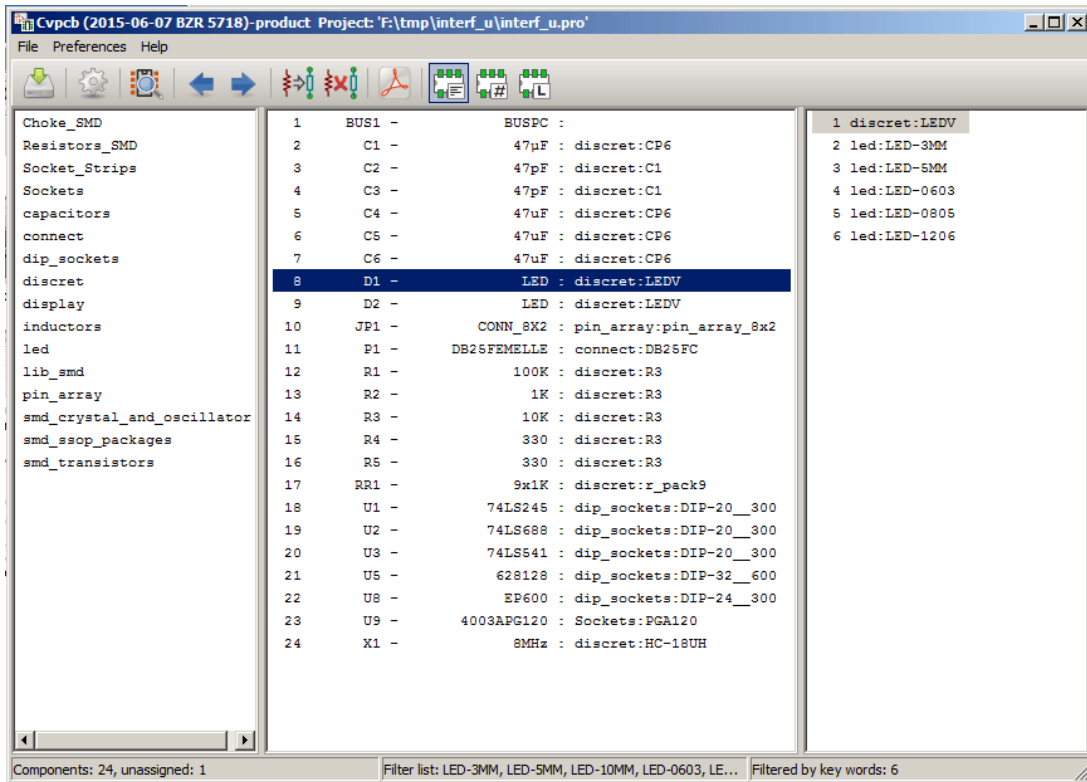 Cvpcb (2015-06-07 BZR 5718)-product Project: 'F:\tmp\interf_u\interf_u.pro'
File Preferences Help
#
L
Choke_SMD
Resistors_SMD
Socket_Strips
Sockets
capacitors
connect
dip_sockets
discret
display
inductors
led
lib_smd
pin_array
smd_crystal_and_oscillator
smd_ssop_packages
smd_transistors
1 BUS1 - BUSPC :
2 C1 - 47µF : discret:CP6
3 C2 - 47pF : discret:C1
4 C3 - 47pF : discret:C1
5 C4 - 47uF : discret:CP6
6 C5 - 47uF : discret:CP6
7 C6 - 47uF : discret:CP6
8 D1 - LED : discret:LEDV
9 D2 - LED : discret:LEDV
10 JP1 - CONN_8X2 : pin_array:pin_array_8x2
11 P1 - DB25FEMELLE : connect:DB25FC
12 R1 - 100K : discret:R3
13 R2 - 1K : discret:R3
14 R3 - 10K : discret:R3
15 R4 - 330 : discret:R3
16 R5 - 330 : discret:R3
17 RR1 - 9x1K : discret:r_pack9
18 U1 - 74LS245 : dip_sockets:DIP-20__300
19 U2 - 74LS688 : dip_sockets:DIP-20__300
20 U3 - 74LS541 : dip_sockets:DIP-20__300
21 U5 - 628128 : dip_sockets:DIP-32__600
22 U8 - EP600 : dip_sockets:DIP-24__300
23 U9 - 4003APG120 : Sockets:PGA120
24 X1 - 8MHz : discret:HC-18UH
1 discret:LEDV
2 led:LED-3MM
3 led:LED-5MM
4 led:LED-0603
5 led:LED-0805
6 led:LED-1206
Components: 24, unassigned: 1
Filter list: LED-3MM, LED-5MM, LED-10MM, LED-0603, LE...
Filtered by key words: 6